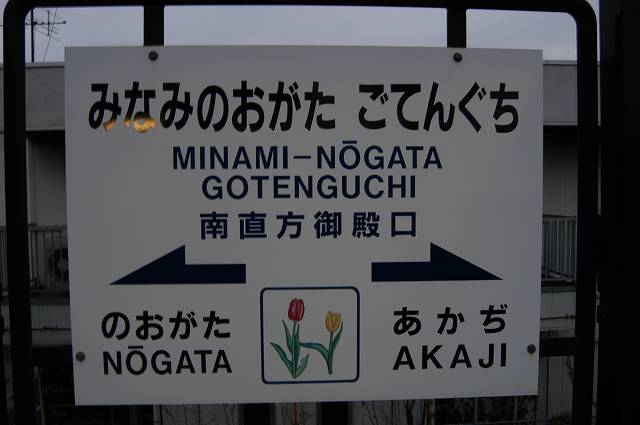 みなみのおがた ごてんぐち
MINAMI-NŌGATA
GOTENGUCHI
南直方御殿口
のおがた
NŌGATA
あかぢ
AKAJI